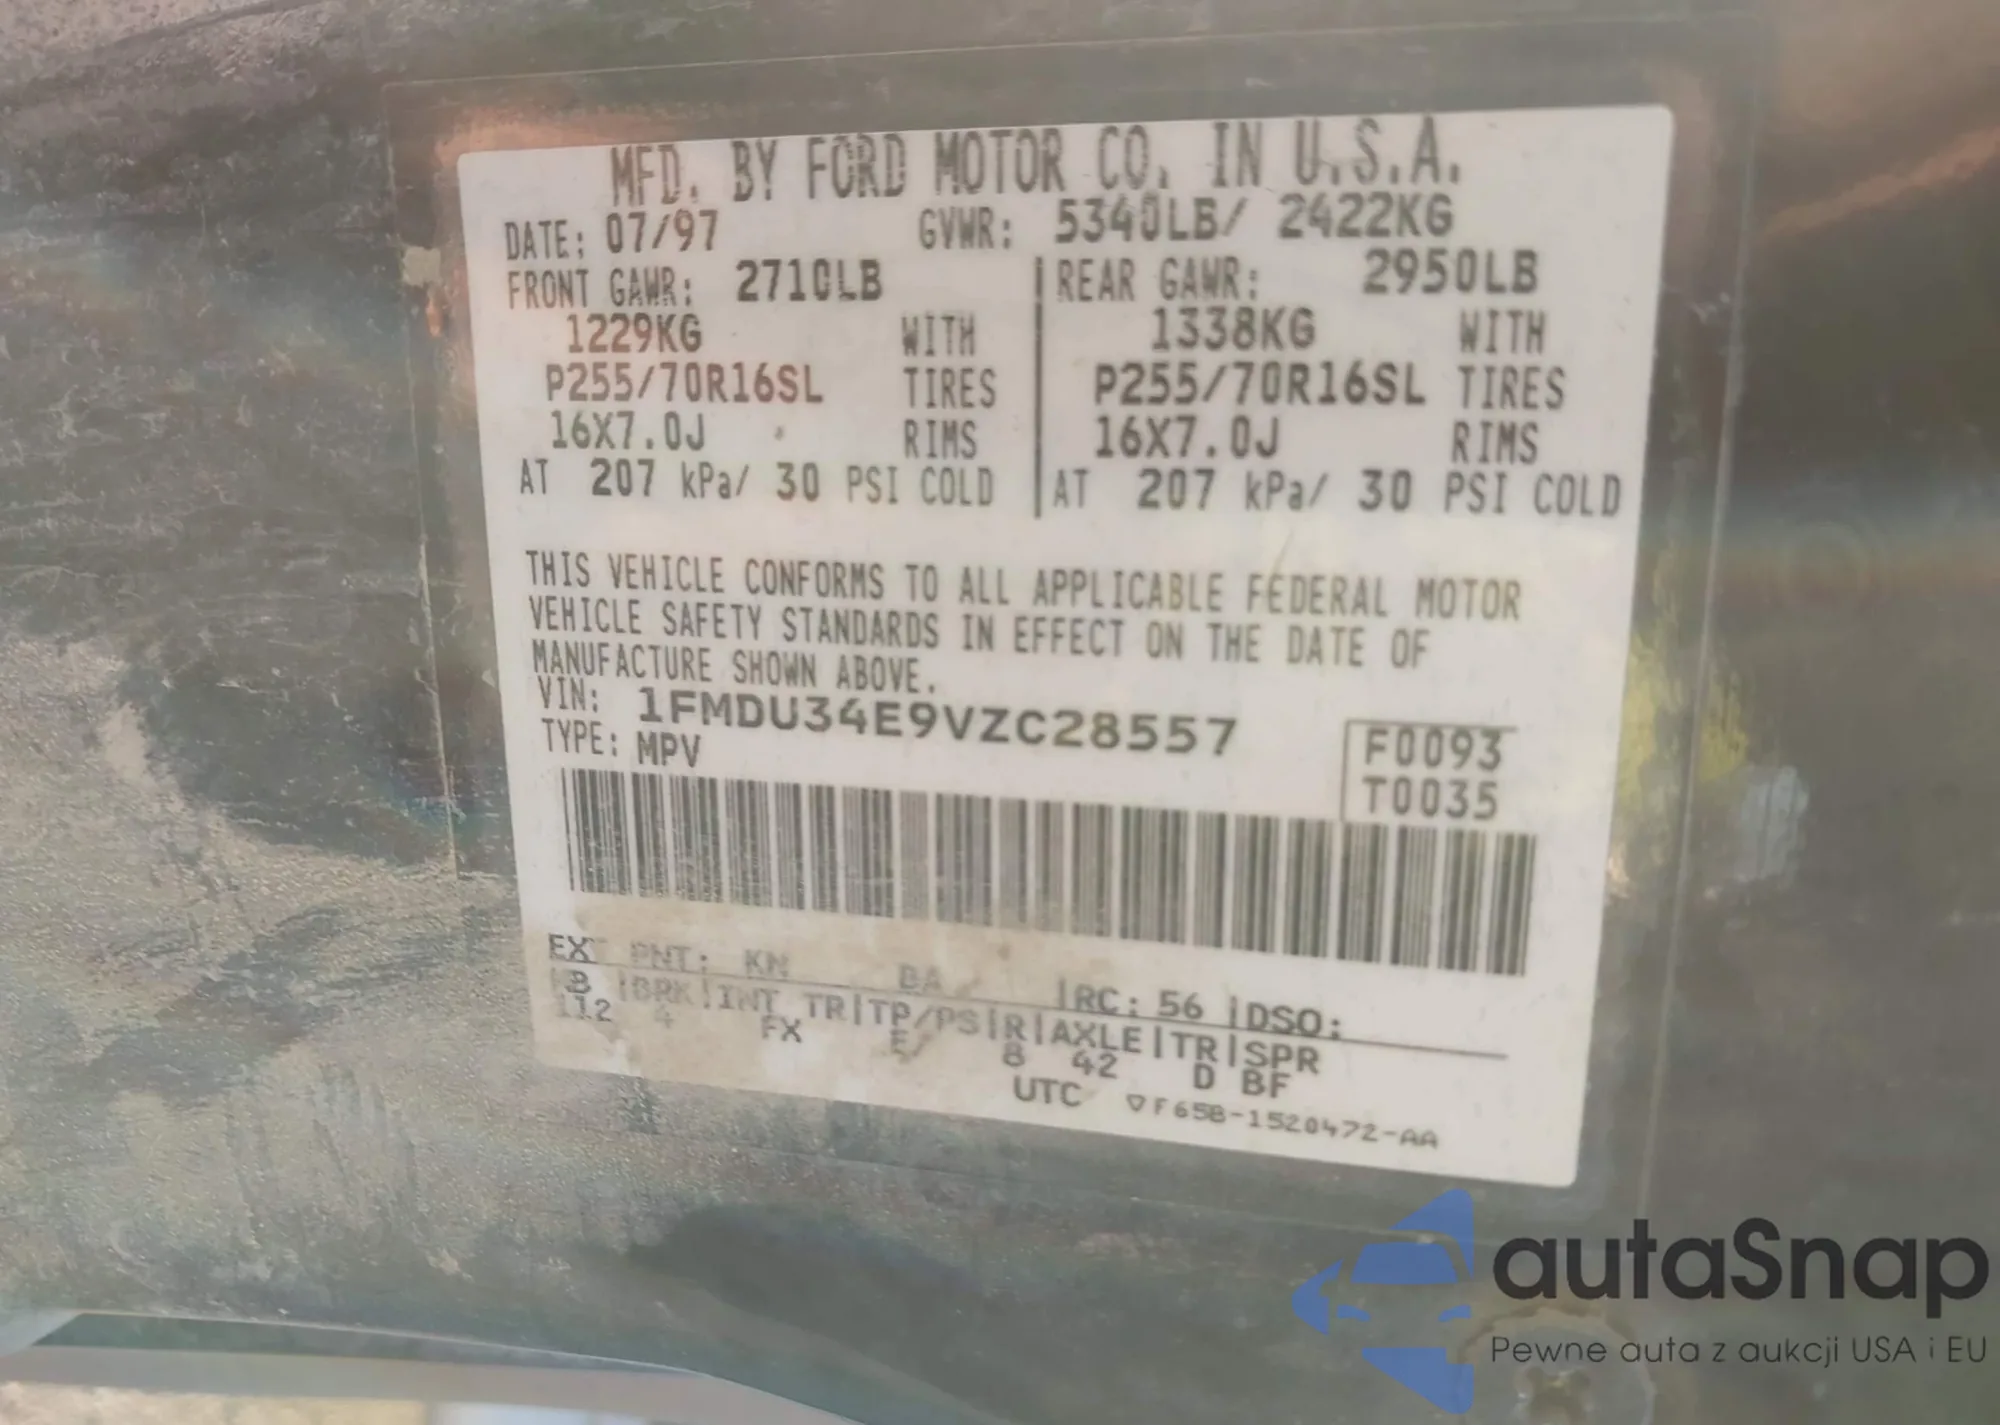 MFD. BY FORD MOTOR CO. IN U.S.A.
DATE: 07/97 GVWR: 5340LB/ 2422KG
FRONT GAWR: 2710LB REAR GAWR: 2950LB
1229KG WITH 1338KG WITH
P255/70R16SL TIRES P255/70R16SL TIRES
16X7.0J RIMS 16X7.0J RIMS
AT 207 kPa/ 30 PSI COLD AT 207 kPa/ 30 PSI COLD
THIS VEHICLE CONFORMS TO ALL APPLICABLE FEDERAL MOTOR
VEHICLE SAFETY STANDARDS IN EFFECT ON THE DATE OF
MANUFACTURE SHOWN ABOVE.
VIN: 1FMDU34E9VZC28557
TYPE: MPV
F0093
T0035
EXT PNT: KN BA RC: 56 DSO:
WB |BRK|INT TR|TP/PS|R|AXLE|TR|SPR
112 4 FX E 8 42 D BF
UTC ▽F65B-1520472-AA
autaSnap
Pewne auta z aukcji USA i EU